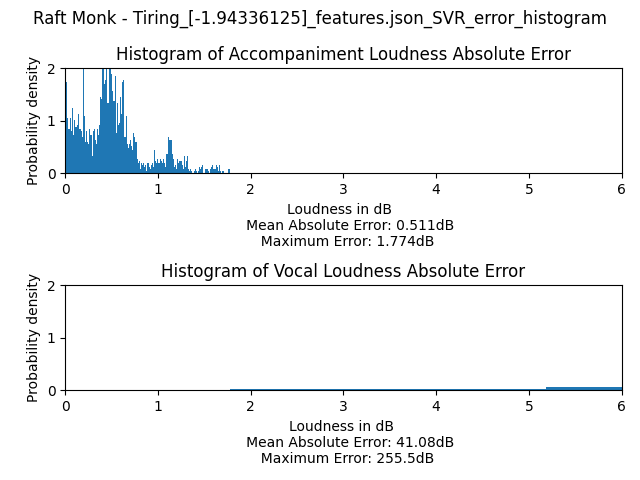 Raft Monk - Tiring_[-1.94336125]_features.json_SVR_error_histogram
Histogram of Accompaniment Loudness Absolute Error
Probability density
2
1
0
0 1 2 3 4 5 6
Loudness in dB
Mean Absolute Error: 0.511dB
Maximum Error: 1.774dB
Histogram of Vocal Loudness Absolute Error
Probability density
2
1
0
0 1 2 3 4 5 6
Loudness in dB
Mean Absolute Error: 41.08dB
Maximum Error: 255.5dB